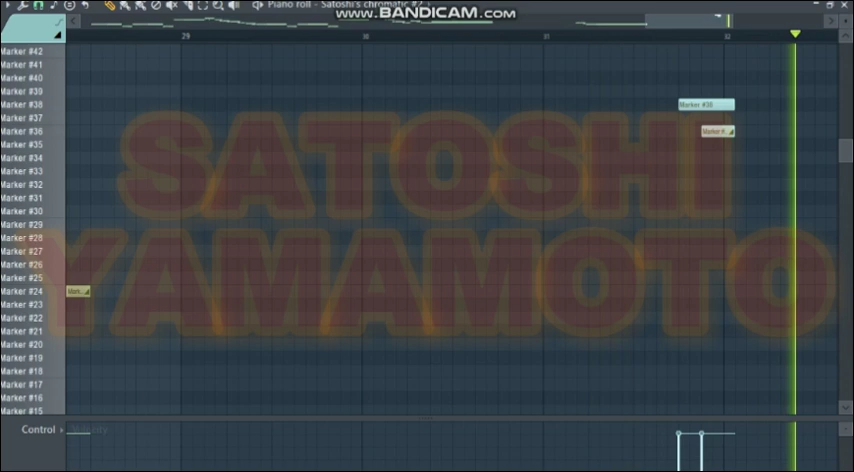 Piano roll - Satoshi's chromatic #2
www.BANDICAM.com
29 30 31 32
Marker #42
Marker #41
Marker #40
Marker #39
Marker #38
Marker #38
Marker #37
Marker #36
Marker #35
Marker #34
Marker #33
Marker #32
Marker #31
Marker #30
Marker #29
Marker #28
Marker #27
Marker #26
Marker #25
Marker #24
Marker #23
Marker #22
Marker #21
Marker #20
Marker #19
Marker #18
Marker #17
Marker #16
Marker #15
SATOSHI
YAMAMOTO
Control